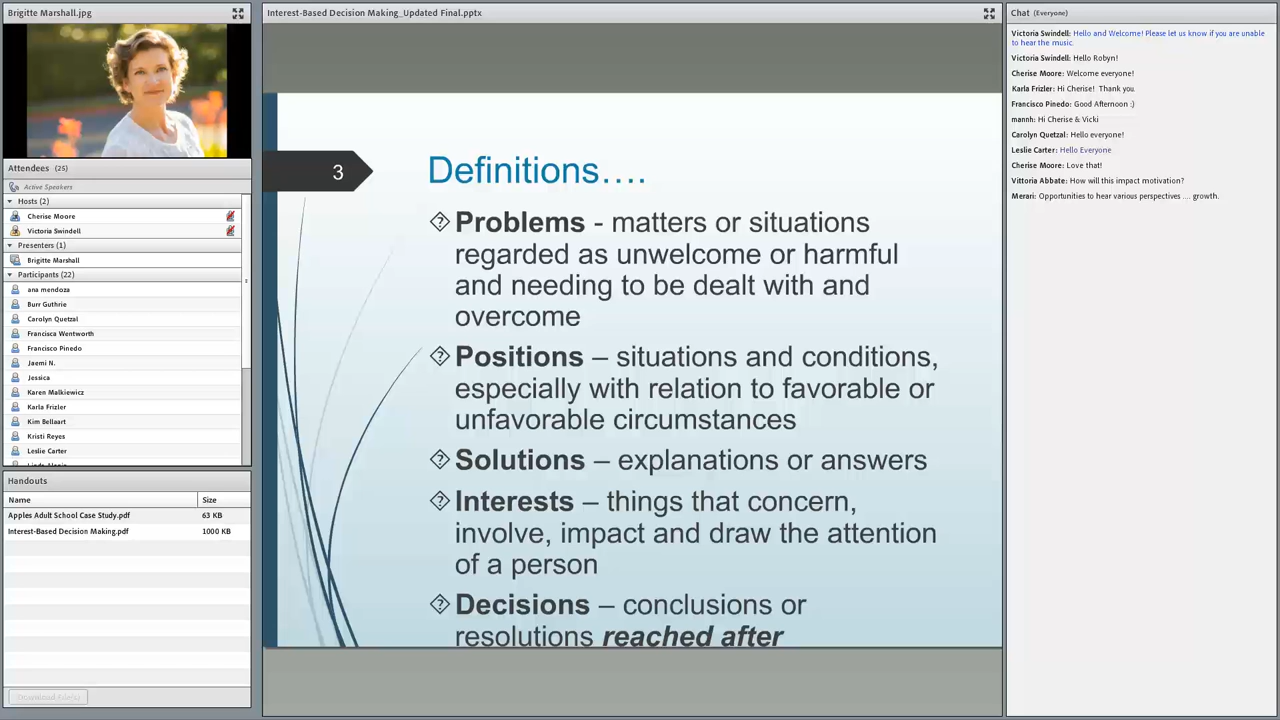 Brigitte Marshall.jpg
Attendees (25)
Active Speakers
Hosts (2)
Cherise Moore
Victoria Swindell
Presenters (1)
Brigitte Marshall
Participants (22)
ana mendoza
Burr Guthrie
Carolyn Quetzal
Francisca Wentworth
Francisco Pinedo
Jaemi N.
Jessica
Karen Malkiewicz
Karla Frizler
Kim Bellaart
Kristi Reyes
Leslie Carter
Handouts
Name Size
Apples Adult School Case Study.pdf 63 KB
Interest-Based Decision Making.pdf 1000 KB
Download File(s)
Interest-Based Decision Making_Updated Final.pptx
3
Definitions....
Problems - matters or situations
regarded as unwelcome or harmful
and needing to be dealt with and
overcome
Positions – situations and conditions,
especially with relation to favorable or
unfavorable circumstances
Solutions – explanations or answers
Interests – things that concern,
involve, impact and draw the attention
of a person
Decisions – conclusions or
resolutions reached after
Chat (Everyone)
Victoria Swindell: Hello and Welcome! Please let us know if you are unable
to hear the music.
Victoria Swindell: Hello Robyn!
Cherise Moore: Welcome everyone!
Karla Frizler: Hi Cherise! Thank you.
Francisco Pinedo: Good Afternoon :)
mannh: Hi Cherise & Vicki
Carolyn Quetzal: Hello everyone!
Leslie Carter: Hello Everyone
Cherise Moore: Love that!
Vittoria Abbate: How will this impact motivation?
Merari: Opportunities to hear various perspectives .... growth.